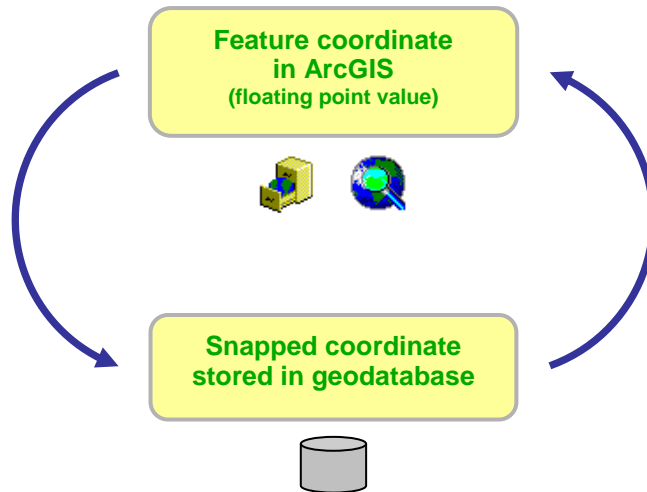 Feature coordinate
in ArcGIS
(floating point value)
Snapped coordinate
stored in geodatabase